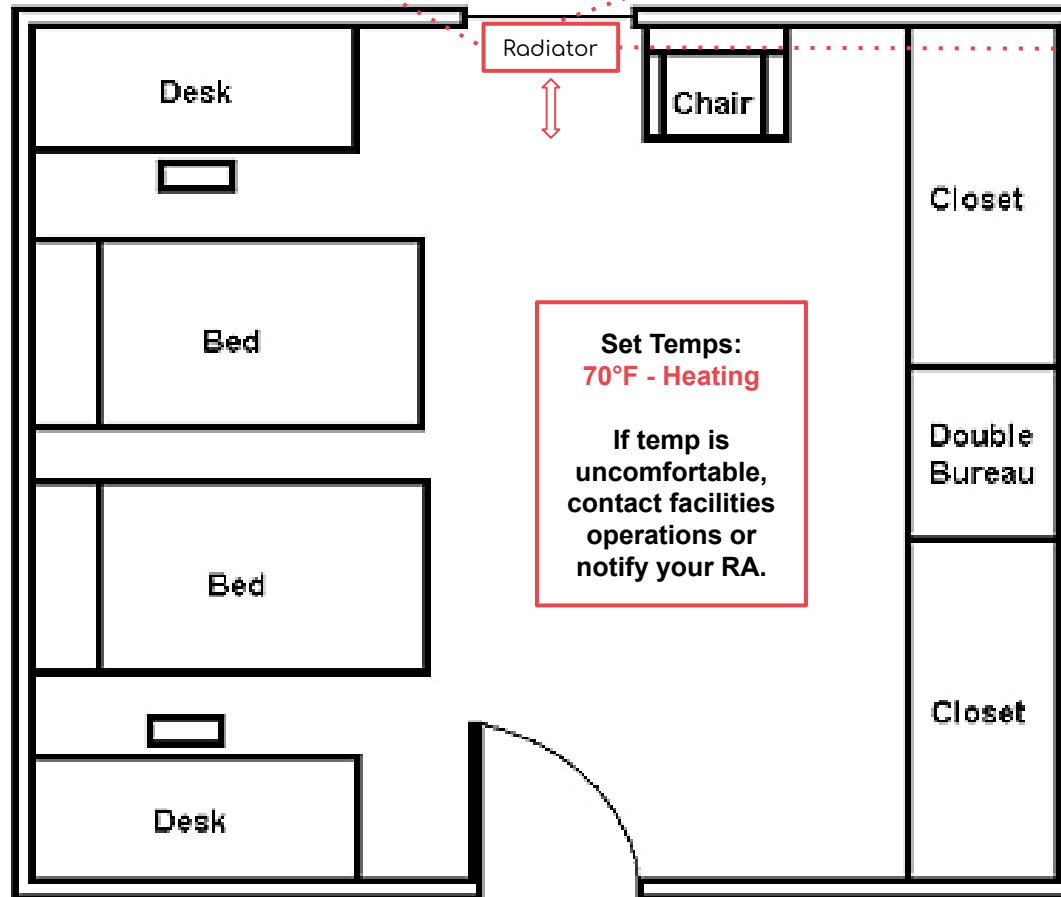 Radiator
Desk
Chair
Closet
Bed
Set Temps:
70°F - Heating
If temp is
uncomfortable,
contact facilities
operations or
notify your RA.
Double
Bureau
Bed
Closet
Desk